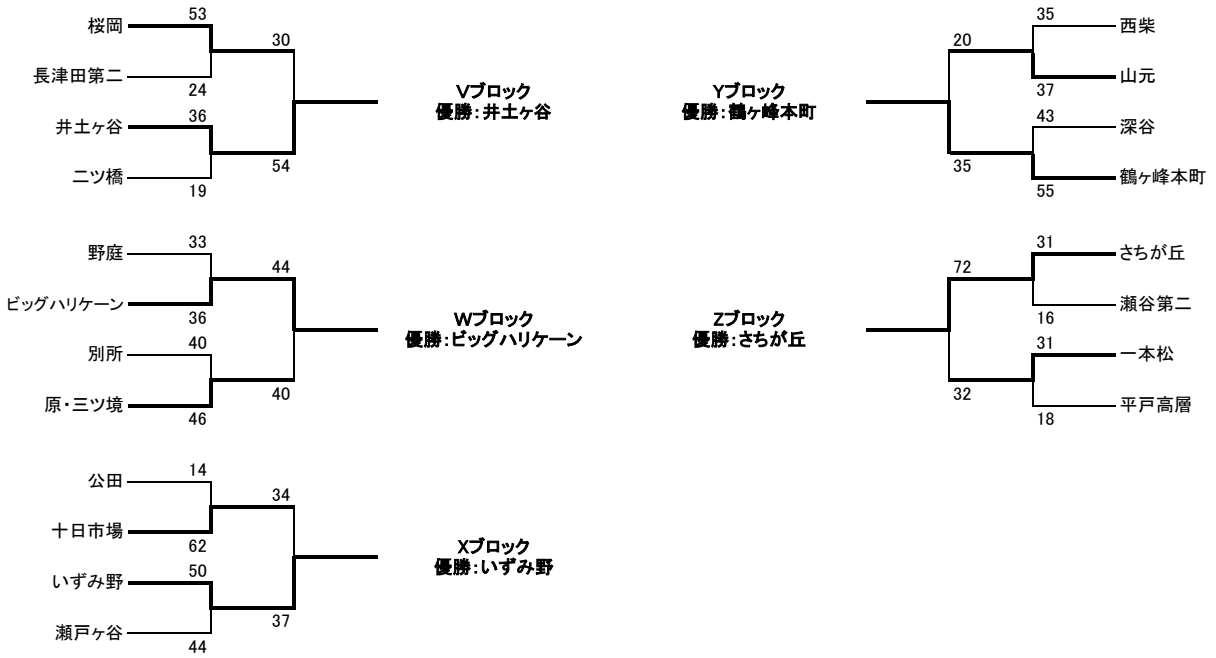 53
桜岡
30
長津田第二
24
Vブロック
優勝:井土ヶ谷
36
井土ヶ谷
54
二ツ橋
19
33
野庭
44
ビッグハリケーン
36
Wブロック
優勝:ビッグハリケーン
40
別所
40
原・三ツ境
46
14
公田
34
十日市場
62
Xブロック
優勝:いずみ野
50
いずみ野
37
瀬戸ヶ谷
44
35
西柴
20
山元
37
Yブロック
優勝:鶴ヶ峰本町
43
深谷
35
鶴ヶ峰本町
55
31
さちが丘
72
瀬谷第二
16
Zブロック
優勝:さちが丘
31
一本松
32
平戸高層
18